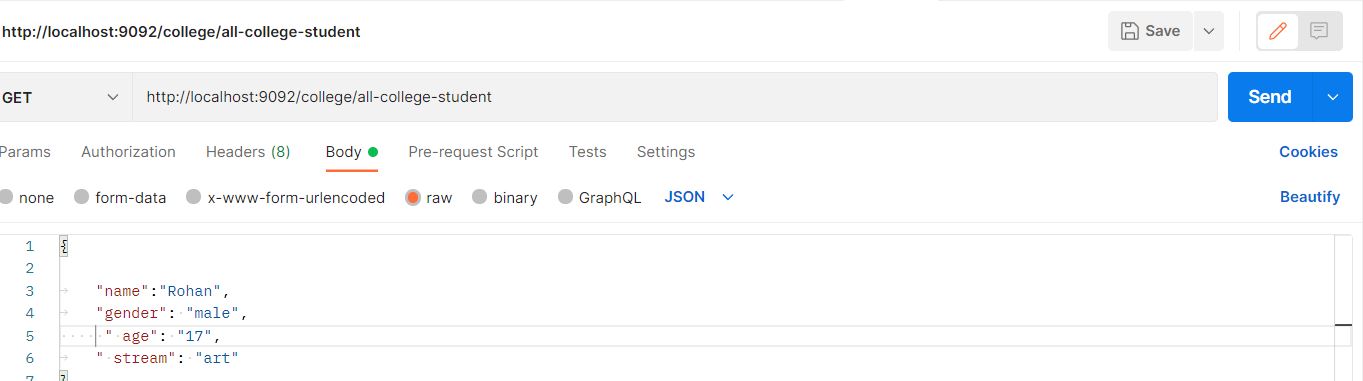 http://localhost:9092/college/all-college-student
Save
GET
http://localhost:9092/college/all-college-student
Send
Params Authorization Headers (8) Body Pre-request Script Tests Settings Cookies
none form-data x-www-form-urlencoded raw binary GraphQL JSON Beautify
1 {
2
3 "name":"Rohan",
4 "gender": "male",
5 " age": "17",
6 " stream": "art"
7 }